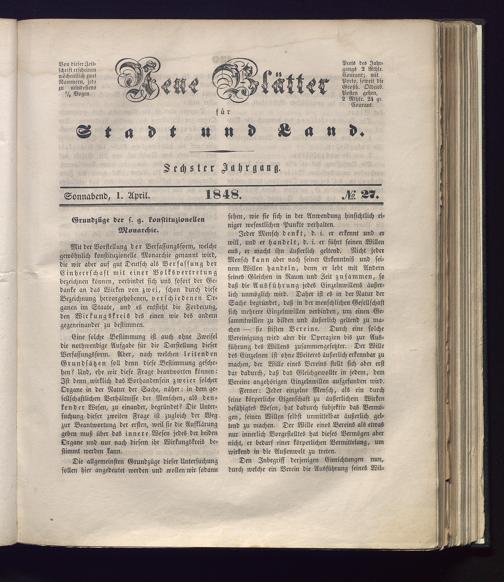 Von dieser Zeit-
schrift erscheinen
wöchentlich zwei
Nummern, jede
zu mindestens
¾ Bogen.
Neue Blätter
für
Stadt und Land.
Preis des Jahr-
gangs 2 Rthlr.
Courant; mit
Porto, soweit die
Großh. Oldenb.
Posten gehen,
2 Rthlr. 24 gr.
Courant.
Sechster Jahrgang.
Sonnabend, 1. April. 1848. № 27.
Grundzüge der s. g. konstituzionellen
Monarchie.
Mit der Vorstellung der Verfassungsform, welche
gewöhnlich konstituzionelle Monarchie genannt wird,
die wir aber auf gut Deutsch als Verfassung der
Einherrschaft mit einer Volksvertretung
bezeichnen können, verbindet sich uns sofort der Ge-
danke an das Wirken von zwei, schon durch diese
Bezeichnung hervorgehobenen, verschiedenen Or-
ganen im Staate, und es entsteht die Forderung,
den Wirkungskreis des einen wie des andern
gegeneinander zu bestimmen.
Eine solche Bestimmung ist auch ohne Zweifel
die nothwendige Aufgabe für die Darstellung dieser
Verfassungsform. Aber, nach welchen leitenden
Grundsätzen soll denn diese Bestimmung gesche-
hen? Und, ehe wir diese Frage beantworten können:
Ist denn wirklich das Vorhandensein zweier solcher
Organe in der Natur der Sache, näher: in dem ge-
sellschaftlichen Verhältnisse der Menschen, als den-
kender Wesen, zu einander, begründet? Die Unter-
suchung dieser zweiten Frage ist zugleich der Weg
zur Beantwortung der ersten, weil sie die Aufklärung
geben muß über das innere Wesen jedes der beiden
Organe und nur nach diesem ihr Wirkungskreis be-
stimmt werden kann.
Die allgemeinsten Grundzüge dieser Untersuchung
sollen hier angedeutet werden und wollen wir sodann
sehen, wie sie sich in der Anwendung hinsichtlich ei-
niger wesentlichen Punkte verhalten.
Jeder Mensch denkt, d. i. er erkennt und er
will, und er handelt, d. i. er führt seinen Willen
aus, er macht ihn äußerlich geltend. Nicht jeder
Mensch kann aber nach seiner Erkenntniß und sei-
nem Willen handeln, denn er lebt mit Andern
seines Gleichen in Raum und Zeit zusammen, so
daß die Ausführung jedes Einzelwillens äußer-
lich unmöglich wird. Daher ist es in der Natur der
Sache begründet, daß in der menschlichen Gesellschaft
sich mehrere Einzelwillen verbinden, um einen Ge-
sammtwillen zu bilden und äußerlich geltend zu ma-
chen — sie stiften Vereine. Durch eine solche
Vereinigung wird aber die Operazion bis zur Aus-
führung des Willens zusammengesetzter. Der Wille
des Einzelnen ist ohne Weiteres äußerlich erkennbar zu
machen, der Wille eines Vereins stellt sich aber erst
dar dadurch, daß das Gleichgewollte in sehen, dem
Vereine angehörigen Einzelwillen aufgefunden wird.
Ferner: Jeder einzelne Mensch, als ein durch
seine körperliche Eigenschaft zu äußerlichem Wirken
befähigtes Wesen, hat dadurch subjektiv das Vermö-
gen, seinen Willen selbst unmittelbar äußerlich gel-
tend zu machen. Der Wille eines Vereins als etwas
nur innerlich Vorgestelltes hat dieses Vermögen aber
nicht, er bedarf einer körperlichen Vermittelung, um
wirkend in die Außenwelt zu treten.
Den Inbegriff derjenigen Einrichtungen nun,
durch welche ein Verein die Ausführung seines Wil-